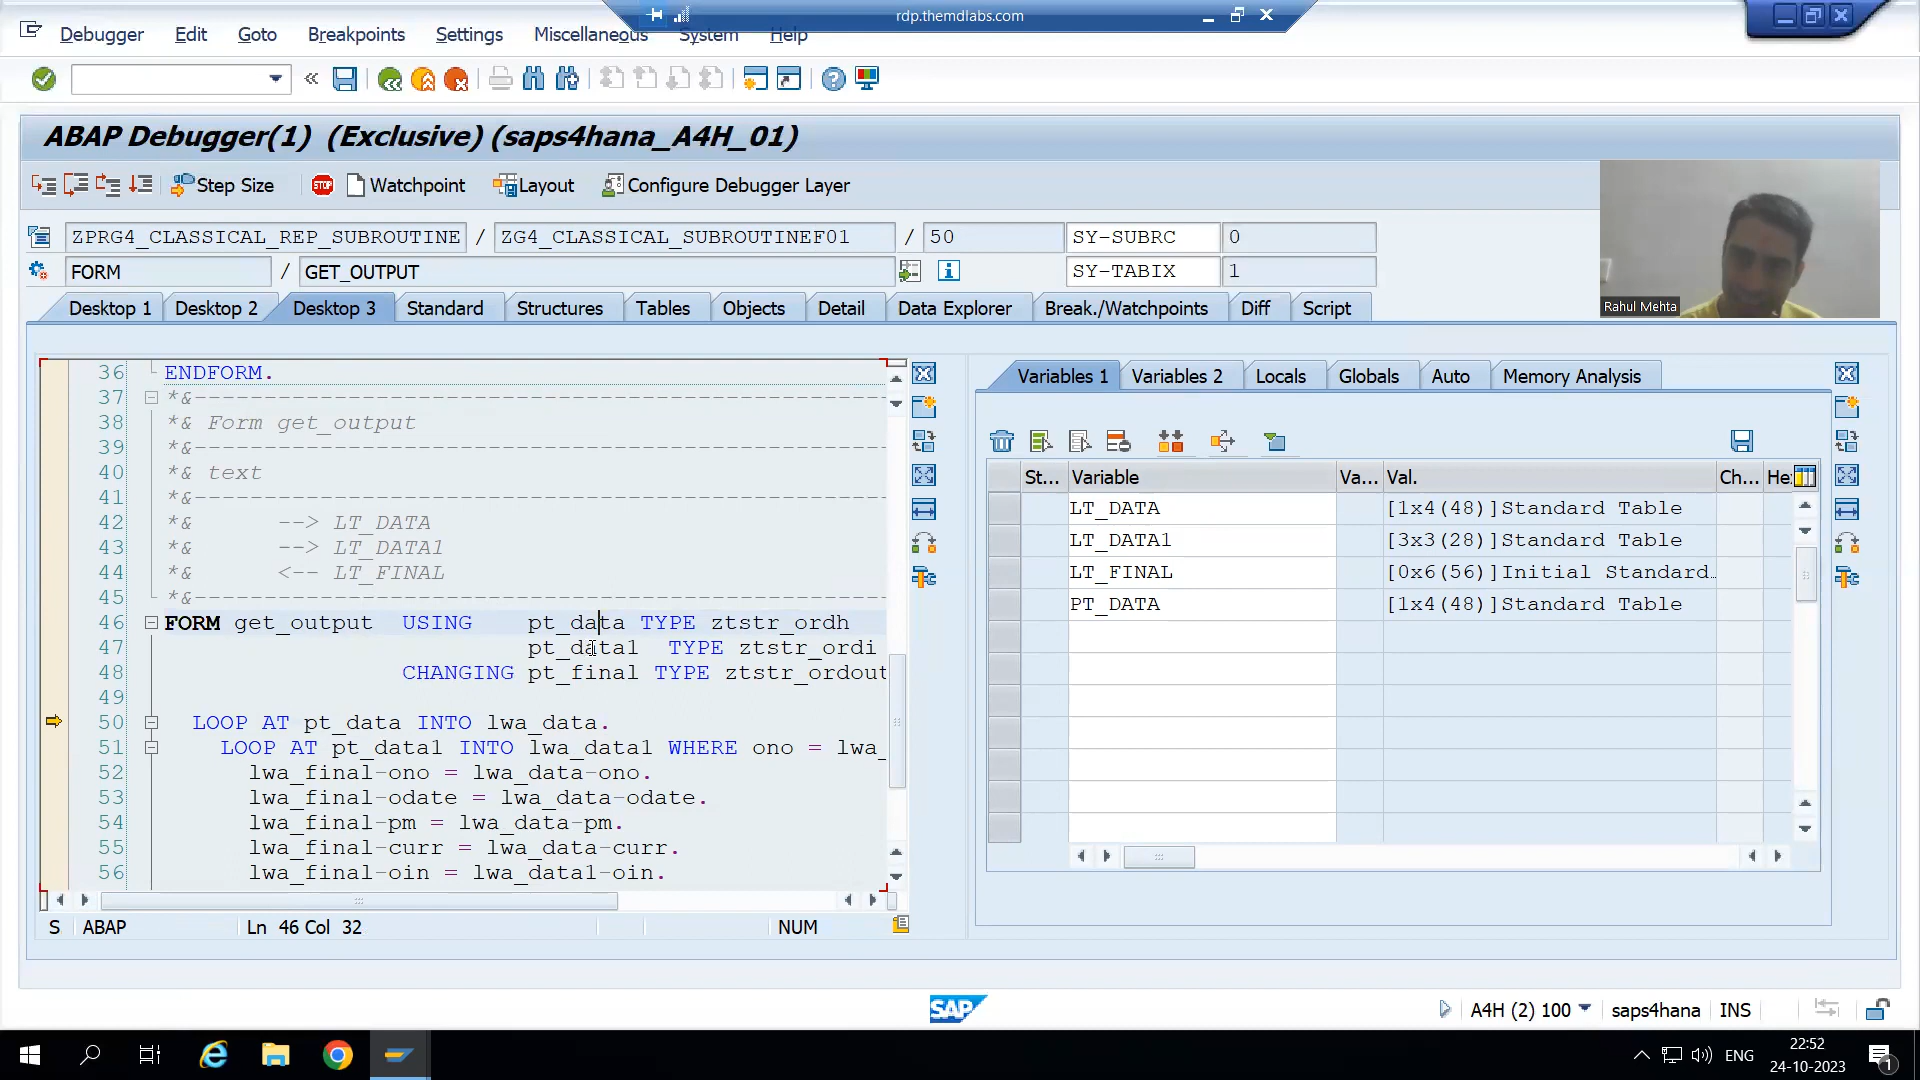 rdp.themdlabs.com
Debugger Edit Goto Breakpoints Settings Miscellaneous System Help
ABAP Debugger(1) (Exclusive) (saps4hana_A4H_01)
Step Size STOP Watchpoint Layout Configure Debugger Layer
ZPRG4_CLASSICAL_REP_SUBROUTINE / ZG4_CLASSICAL_SUBROUTINEF01 / 50 SY-SUBRC 0
FORM / GET_OUTPUT SY-TABIX 1
Rahul Mehta
Desktop 1 Desktop 2 Desktop 3 Standard Structures Tables Objects Detail Data Explorer Break./Watchpoints Diff Script
36 ENDFORM.
37 *&---------------------------------------------------
38 *& Form get_output
39 *&---------------------------------------------------
40 *& text
41 *&---------------------------------------------------
42 *& --> LT_DATA
43 *& --> LT_DATA1
44 *& <-- LT_FINAL
45 *&---------------------------------------------------
46 FORM get_output USING pt_data TYPE ztstr_ordh
47 pt_data1 TYPE ztstr_ordi
48 CHANGING pt_final TYPE ztstr_ordout
49
50 LOOP AT pt_data INTO lwa_data.
51 LOOP AT pt_data1 INTO lwa_data1 WHERE ono = lwa_
52 lwa_final-ono = lwa_data-ono.
53 lwa_final-odate = lwa_data-odate.
54 lwa_final-pm = lwa_data-pm.
55 lwa_final-curr = lwa_data-curr.
56 lwa_final-oin = lwa_data1-oin.
S ABAP Ln 46 Col 32 NUM
Variables 1 Variables 2 Locals Globals Auto Memory Analysis
St... Variable Va... Val. Ch... He
LT_DATA [1x4(48)]Standard Table
LT_DATA1 [3x3(28)]Standard Table
LT_FINAL [0x6(56)]Initial Standard…
PT_DATA [1x4(48)]Standard Table
SAP
A4H (2) 100 saps4hana INS
ENG
22:52
24-10-2023
1